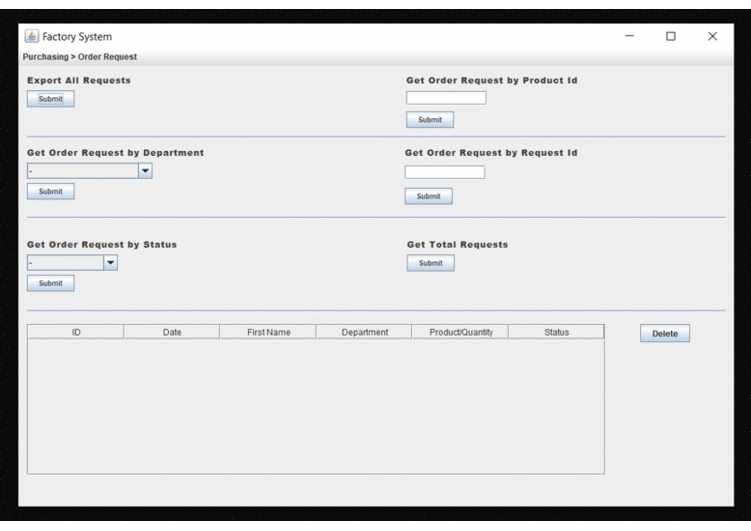 Factory System
Purchasing > Order Request
Export All Requests
Submit
Get Order Request by Product Id
Submit
Get Order Request by Department
-
Submit
Get Order Request by Request Id
Submit
Get Order Request by Status
-
Submit
Get Total Requests
Submit
ID Date First Name Department Product/Quantity Status
Delete